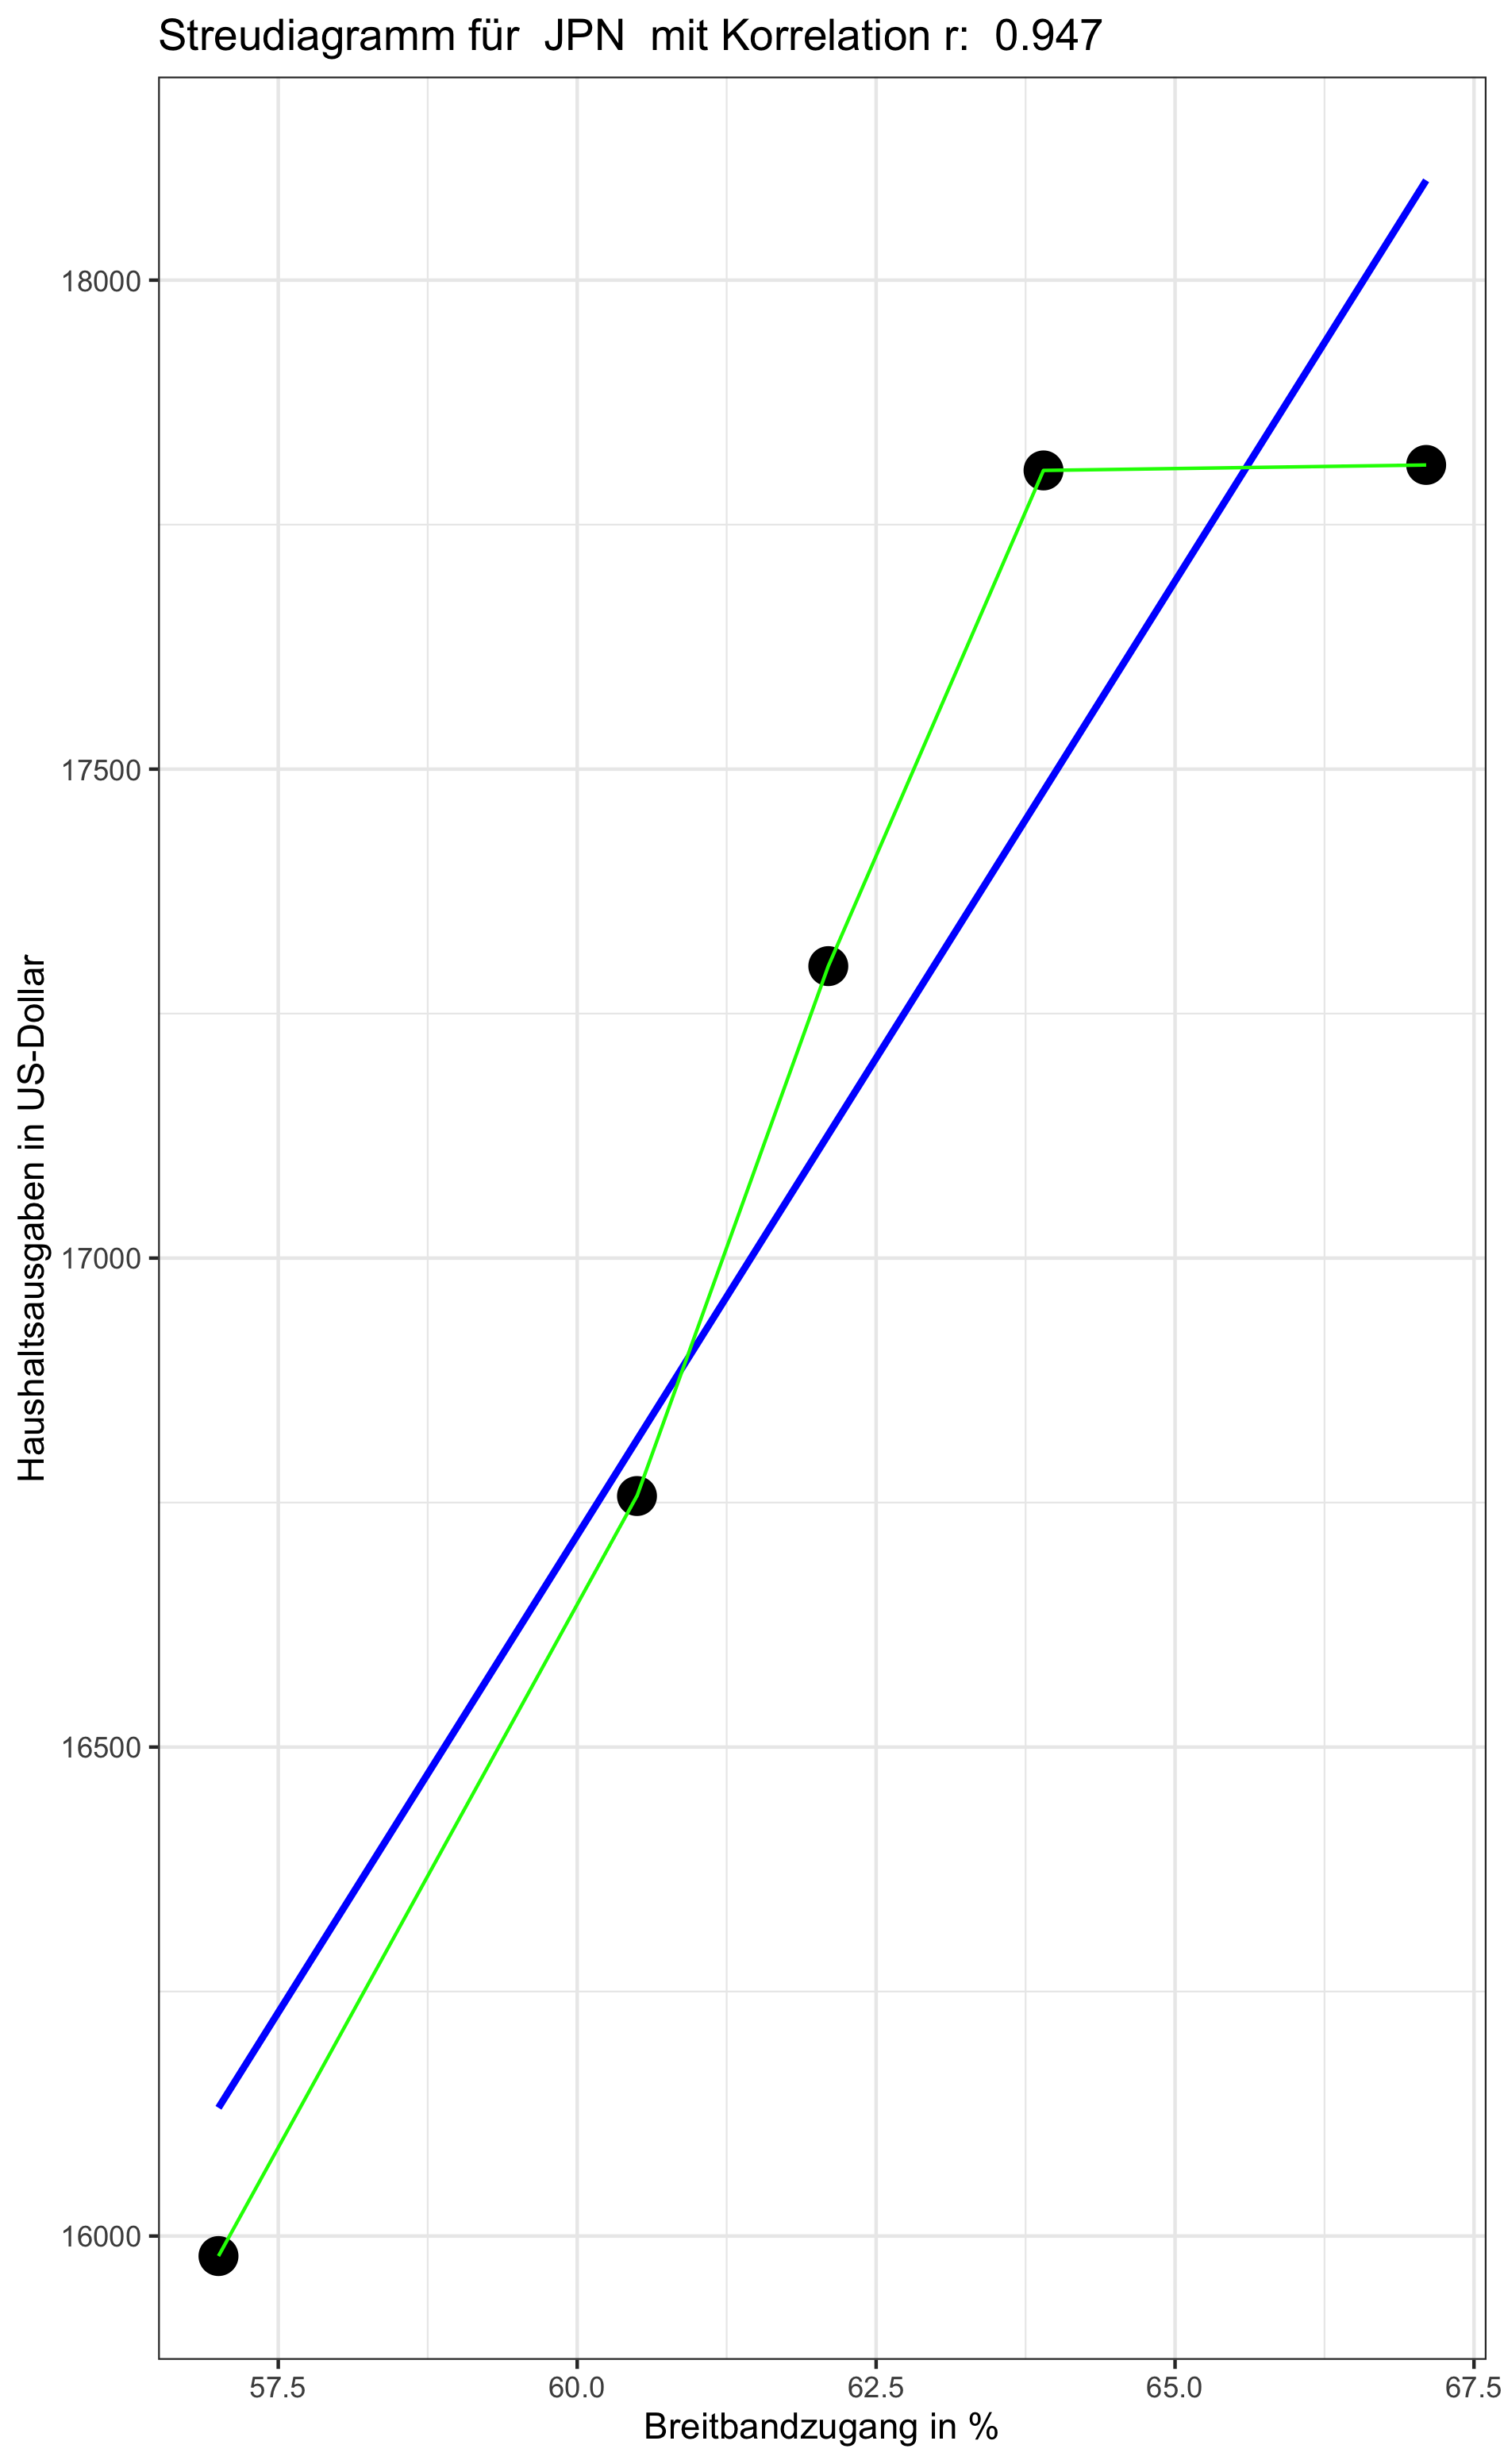 Streudiagramm für JPN mit Korrelation r: 0.947
Haushaltsausgaben in US-Dollar
18000
17500
17000
16500
16000
57.5 60.0 62.5 65.0 67.5
Breitbandzugang in %